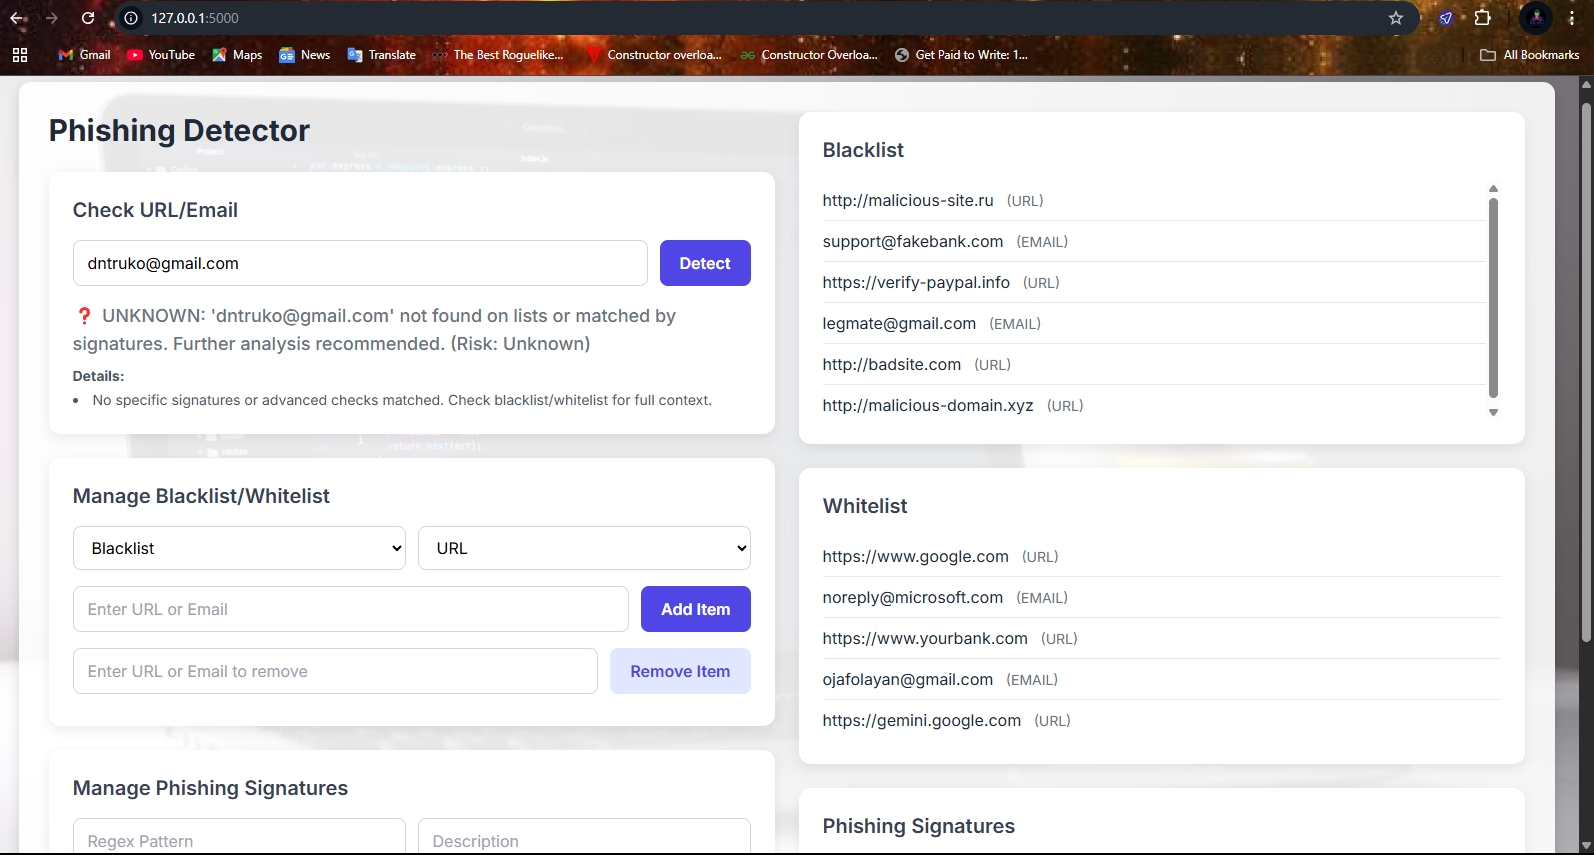 127.0.0.1:5000
Gmail
YouTube
Maps
News
Translate
The Best Roguelike...
Constructor overloa...
Constructor Overloa...
Get Paid to Write: 1...
All Bookmarks
Phishing Detector
Check URL/Email
dntruko@gmail.com
Detect
❓ UNKNOWN: 'dntruko@gmail.com' not found on lists or matched by
signatures. Further analysis recommended. (Risk: Unknown)
Details:
• No specific signatures or advanced checks matched. Check blacklist/whitelist for full context.
return next(err));
Manage Blacklist/Whitelist
Blacklist
URL
Enter URL or Email
Add Item
Enter URL or Email to remove
Remove Item
Manage Phishing Signatures
Regex Pattern
Description
Blacklist
http://malicious-site.ru (URL)
support@fakebank.com (EMAIL)
https://verify-paypal.info (URL)
legmate@gmail.com (EMAIL)
http://badsite.com (URL)
http://malicious-domain.xyz (URL)
Whitelist
https://www.google.com (URL)
noreply@microsoft.com (EMAIL)
https://www.yourbank.com (URL)
ojafolayan@gmail.com (EMAIL)
https://gemini.google.com (URL)
Phishing Signatures